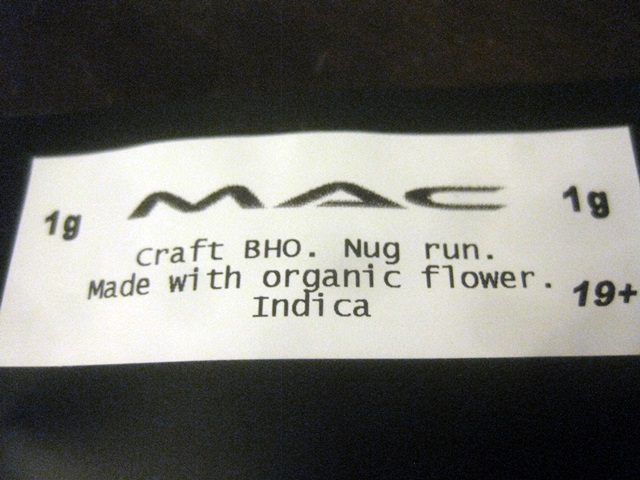 MAC
1g
1g
Craft BHO. Nug run.
Made with organic flower.
19+
Indica